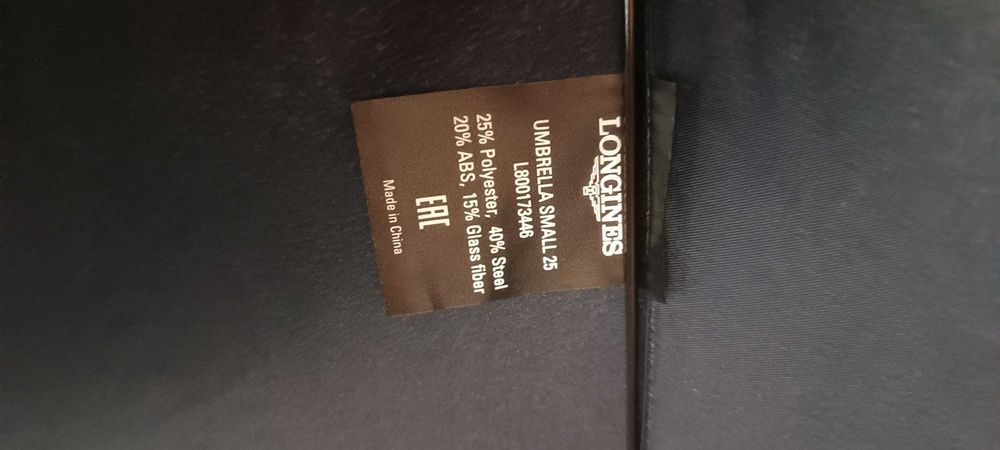 LONGINES
UMBRELLA SMALL 25
L800173446
25% Polyester, 40% Steel
20% ABS, 15% Glass fiber
EAC
Made in China